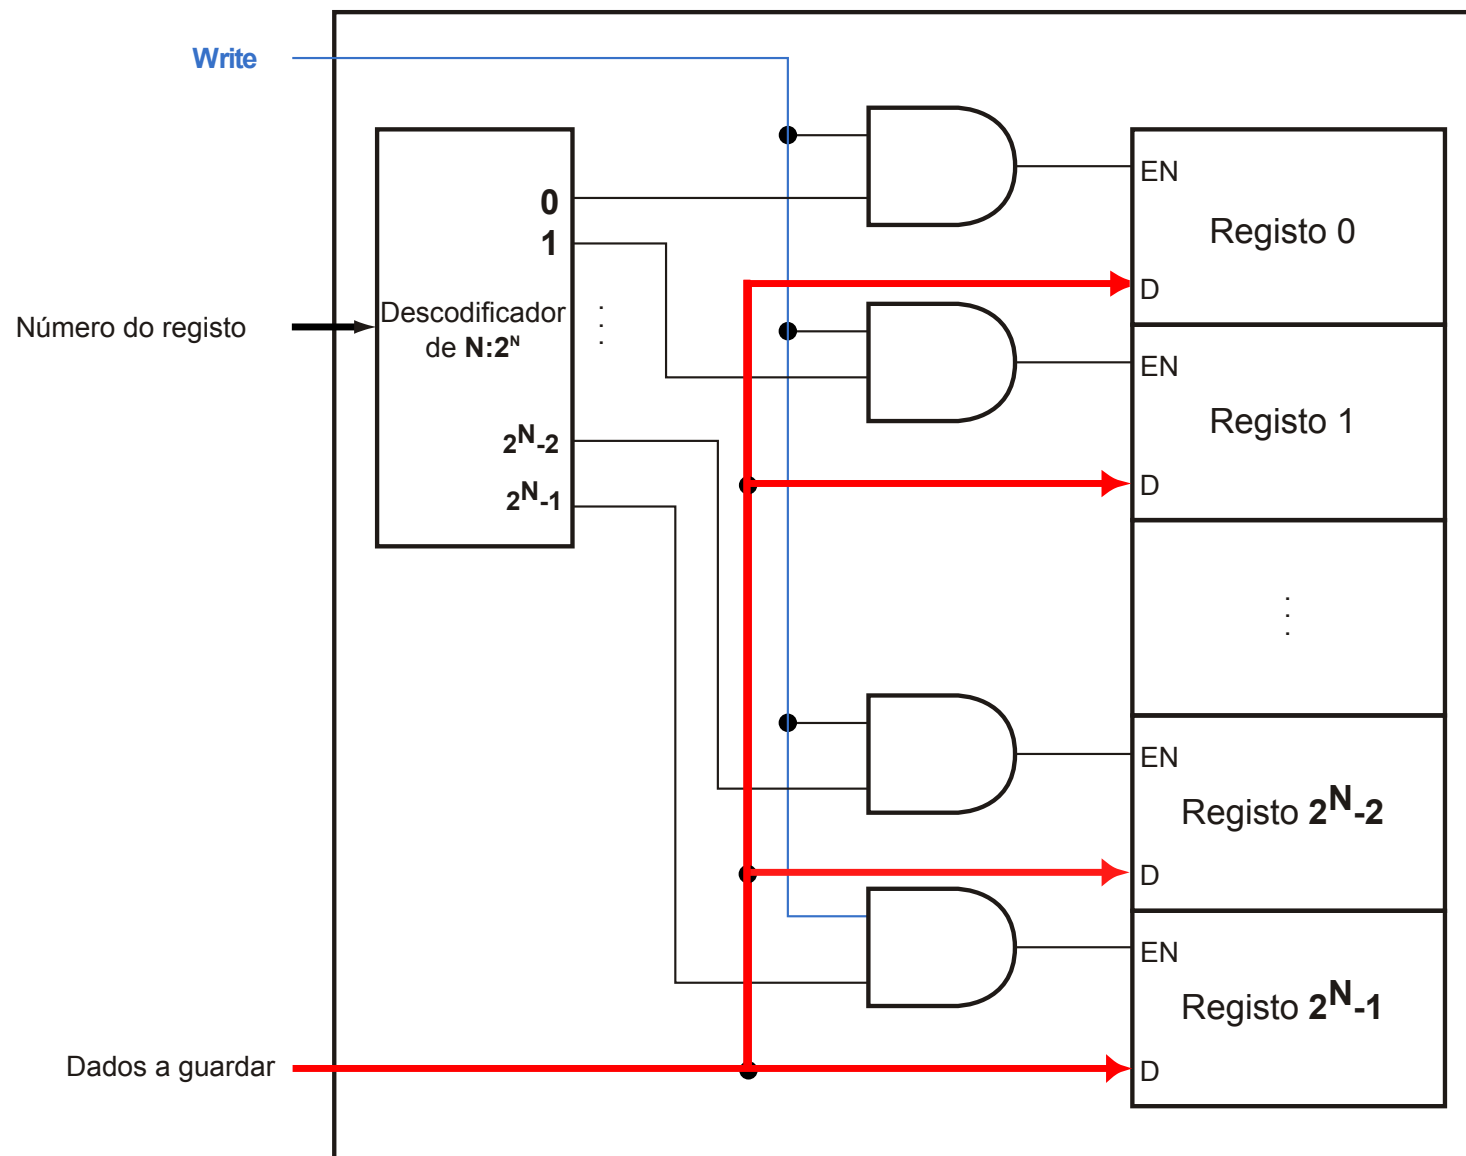 Write
0
1
Descodificador
de N:2ᴺ
Número do registo
2ᴺ-2
2ᴺ-1
EN
Registo 0
D
EN
Registo 1
D
EN
Registo 2ᴺ-2
D
EN
Registo 2ᴺ-1
D
Dados a guardar